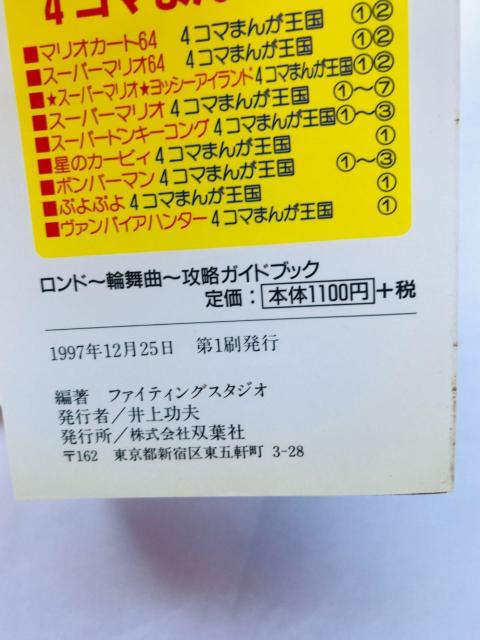 4コマまんが
■マリオカート64 4コマまんが王国 ①②
■スーパーマリオ64 4コマまんが王国 ①②
■★スーパーマリオ★ヨッシーアイランド4コマまんが王国①②
■スーパーマリオ4コマまんが王国 ①〜⑦
■スーパードンキーコング4コマまんが王国①〜③
■星のカービィ4コマまんが王国 ①
■ボンバーマン4コマまんが王国 ①〜③
■ぷよぷよ4コマまんが王国 ①
■ヴァンパイアハンター4コマまんが王国 ①
ロンド〜輪舞曲〜攻略ガイドブック
定価:本体1100円+税
1997年12月25日 第1刷発行
編著 ファイティングスタジオ
発行者/井上功夫
発行所/株式会社双葉社
〒162 東京都新宿区東五軒町 3-28